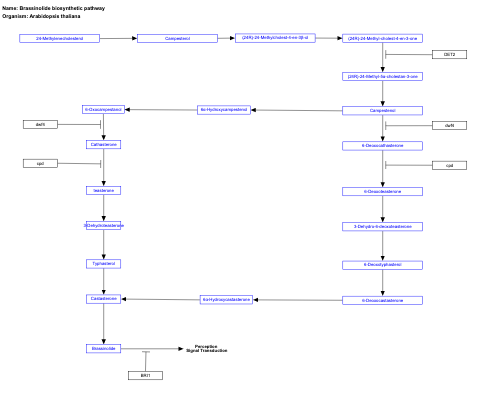 Name: Brassinolide biosynthetic pathway
Organism: Arabidopsis thaliana
24-Methylenecholesterol
Campesterol
(24R)-24-Methylcholest-4-en-3β-ol
(24R)-24-Methyl-cholest-4-en-3-one
DET2
(24R)-24-Methyl-5α-cholestan-3-one
6-Oxocampestanol
6α-Hydroxycampestanol
Campestanol
dwf4
dwf4
Cathasterone
6-Deoxocathasterone
cpd
cpd
teasterone
6-Deoxoteasterone
3-Dehydroteasterone
3-Dehydro-6-deoxoteasterone
Typhasterol
6-Deoxotyphasterol
Castasterone
6α-Hydroxycastasterone
6-Deoxocastasterone
Brassinolide
Perception
Signal Transduction
BRI1